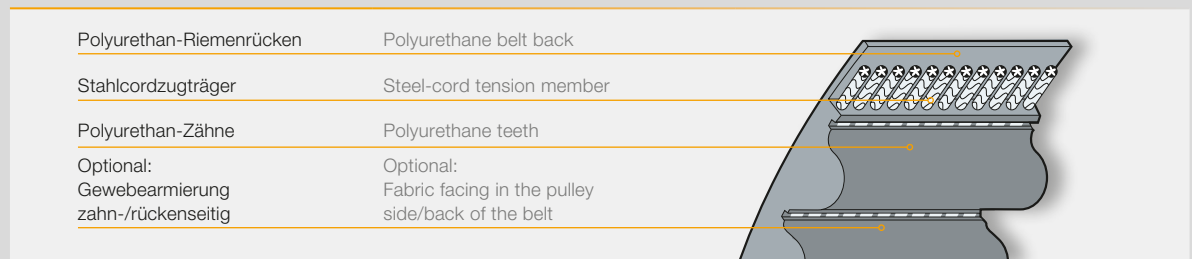 Polyurethan-Riemenrücken Polyurethane belt back
Stahlcordzugträger Steel-cord tension member
Polyurethan-Zähne Polyurethane teeth
Optional: Optional:
Gewebearmierung Fabric facing in the pulley
zahn-/rückenseitig side/back of the belt